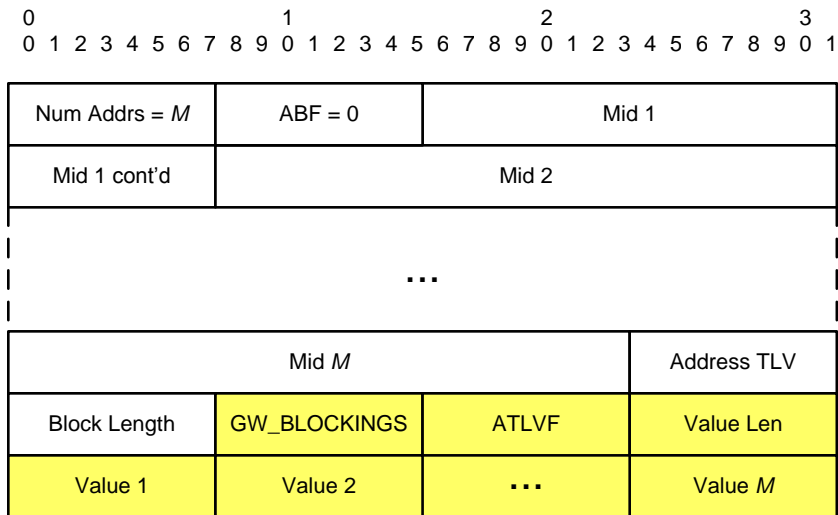 0 1 2 3
0 1 2 3 4 5 6 7 8 9 0 1 2 3 4 5 6 7 8 9 0 1 2 3 4 5 6 7 8 9 0 1
Num Addrs = M ABF = 0 Mid 1
Mid 1 cont’d Mid 2
...
Mid M Address TLV
Block Length GW_BLOCKINGS ATLVF Value Len
Value 1 Value 2 ... Value M